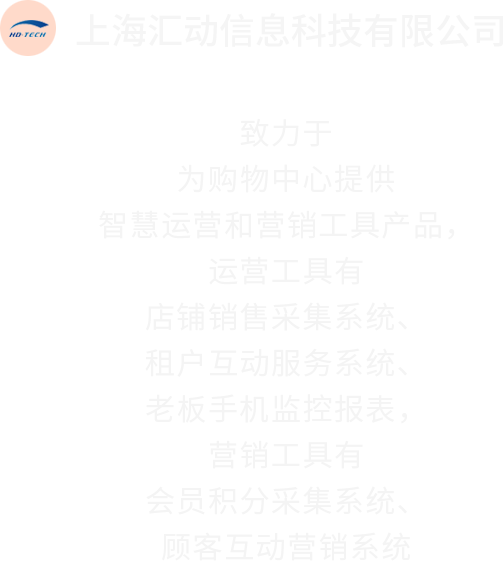 HD·TECH
上海汇动信息科技有限公司
致力于
为购物中心提供
智慧运营和营销工具产品，
运营工具有
店铺销售采集系统、
租户互动服务系统、
老板手机监控报表，
营销工具有
会员积分采集系统、
顾客互动营销系统